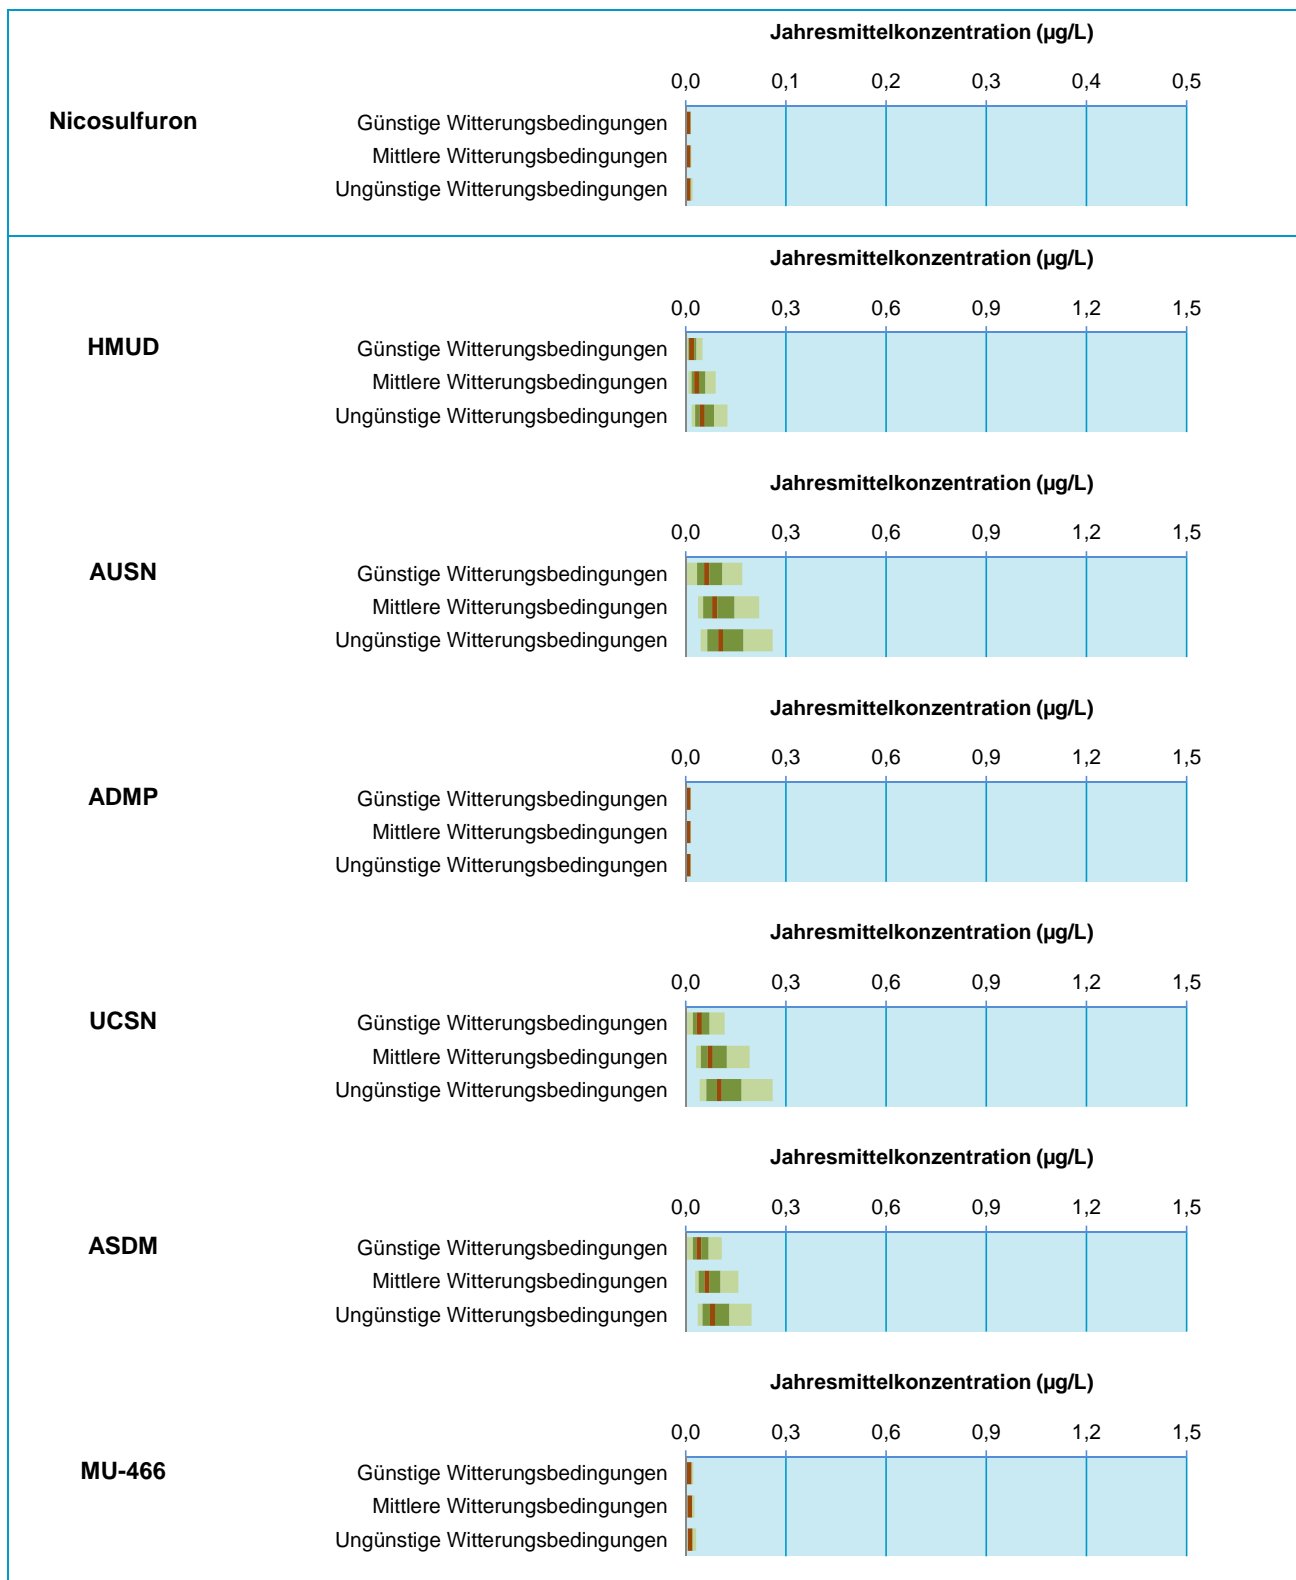 Jahresmittelkonzentration (µg/L)
0,0 0,1 0,2 0,3 0,4 0,5
Nicosulfuron
Günstige Witterungsbedingungen
Mittlere Witterungsbedingungen
Ungünstige Witterungsbedingungen
Jahresmittelkonzentration (µg/L)
0,0 0,3 0,6 0,9 1,2 1,5
HMUD
Günstige Witterungsbedingungen
Mittlere Witterungsbedingungen
Ungünstige Witterungsbedingungen
Jahresmittelkonzentration (µg/L)
0,0 0,3 0,6 0,9 1,2 1,5
AUSN
Günstige Witterungsbedingungen
Mittlere Witterungsbedingungen
Ungünstige Witterungsbedingungen
Jahresmittelkonzentration (µg/L)
0,0 0,3 0,6 0,9 1,2 1,5
ADMP
Günstige Witterungsbedingungen
Mittlere Witterungsbedingungen
Ungünstige Witterungsbedingungen
Jahresmittelkonzentration (µg/L)
0,0 0,3 0,6 0,9 1,2 1,5
UCSN
Günstige Witterungsbedingungen
Mittlere Witterungsbedingungen
Ungünstige Witterungsbedingungen
Jahresmittelkonzentration (µg/L)
0,0 0,3 0,6 0,9 1,2 1,5
ASDM
Günstige Witterungsbedingungen
Mittlere Witterungsbedingungen
Ungünstige Witterungsbedingungen
Jahresmittelkonzentration (µg/L)
0,0 0,3 0,6 0,9 1,2 1,5
MU-466
Günstige Witterungsbedingungen
Mittlere Witterungsbedingungen
Ungünstige Witterungsbedingungen